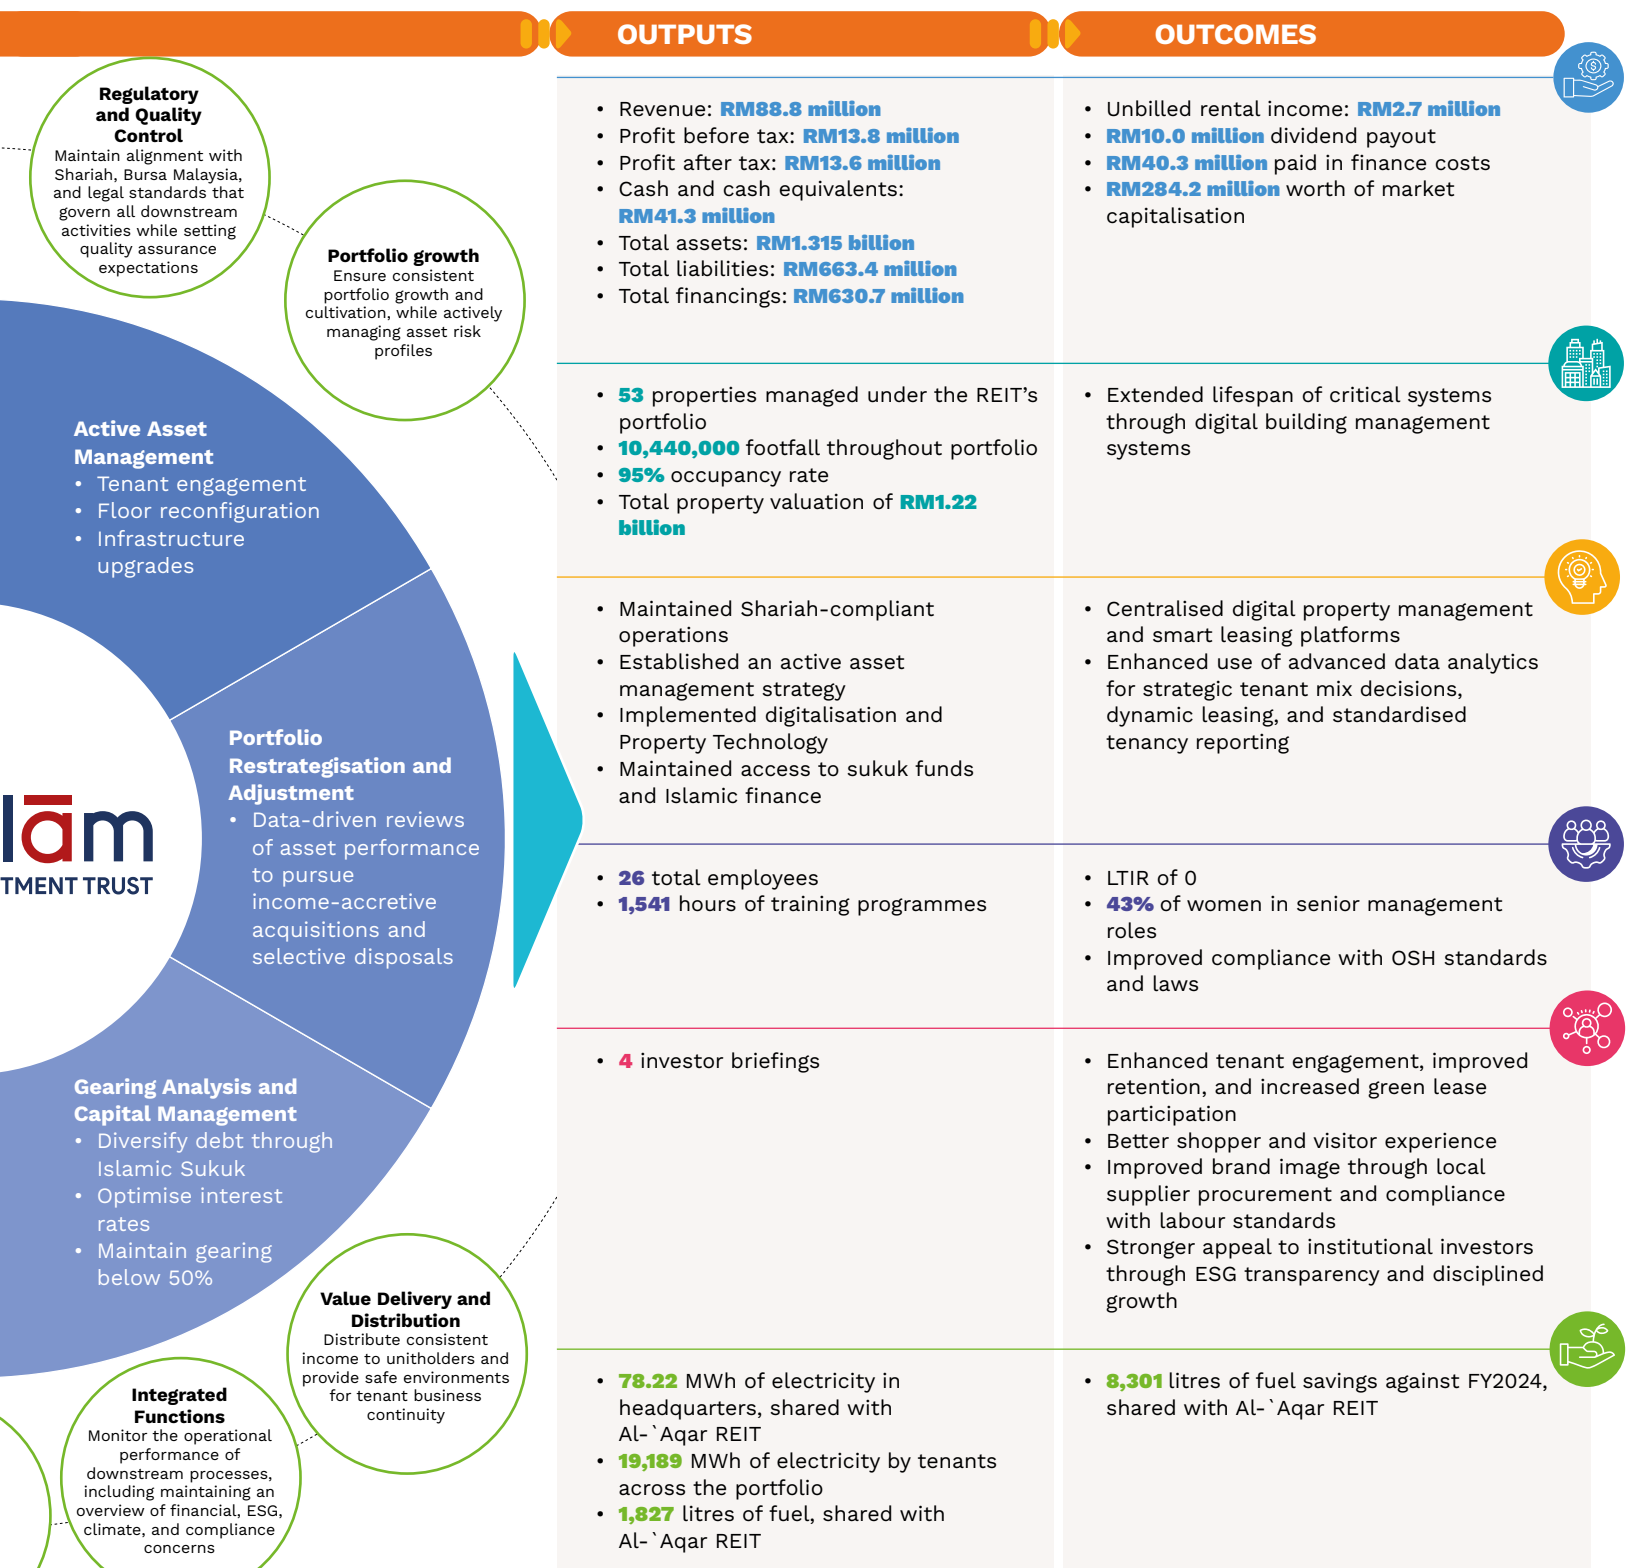 OUTPUTS
OUTCOMES
Regulatory
and Quality
Control
Maintain alignment with
Shariah, Bursa Malaysia,
and legal standards that
govern all downstream
activities while setting
quality assurance
expectations
Portfolio growth
Ensure consistent
portfolio growth and
cultivation, while actively
managing asset risk
profiles
Active Asset
Management
• Tenant engagement
• Floor reconfiguration
• Infrastructure
upgrades
Portfolio
Restrategisation and
Adjustment
• Data-driven reviews
of asset performance
to pursue
income-accretive
acquisitions and
selective disposals
lām
TMENT TRUST
Gearing Analysis and
Capital Management
• Diversify debt through
Islamic Sukuk
• Optimise interest
rates
• Maintain gearing
below 50%
Value Delivery and
Distribution
Distribute consistent
income to unitholders and
provide safe environments
for tenant business
continuity
Integrated
Functions
Monitor the operational
performance of
downstream processes,
including maintaining an
overview of financial, ESG,
climate, and compliance
concerns
• Revenue: RM88.8 million
• Profit before tax: RM13.8 million
• Profit after tax: RM13.6 million
• Cash and cash equivalents:
RM41.3 million
• Total assets: RM1.315 billion
• Total liabilities: RM663.4 million
• Total financings: RM630.7 million
• Unbilled rental income: RM2.7 million
• RM10.0 million dividend payout
• RM40.3 million paid in finance costs
• RM284.2 million worth of market
capitalisation
• 53 properties managed under the REIT's
portfolio
• 10,440,000 footfall throughout portfolio
• 95% occupancy rate
• Total property valuation of RM1.22
billion
• Extended lifespan of critical systems
through digital building management
systems
• Maintained Shariah-compliant
operations
• Established an active asset
management strategy
• Implemented digitalisation and
Property Technology
• Maintained access to sukuk funds
and Islamic finance
• Centralised digital property management
and smart leasing platforms
• Enhanced use of advanced data analytics
for strategic tenant mix decisions,
dynamic leasing, and standardised
tenancy reporting
• 26 total employees
• 1,541 hours of training programmes
• LTIR of 0
• 43% of women in senior management
roles
• Improved compliance with OSH standards
and laws
• 4 investor briefings
• Enhanced tenant engagement, improved
retention, and increased green lease
participation
• Better shopper and visitor experience
• Improved brand image through local
supplier procurement and compliance
with labour standards
• Stronger appeal to institutional investors
through ESG transparency and disciplined
growth
• 78.22 MWh of electricity in
headquarters, shared with
Al-`Aqar REIT
• 19,189 MWh of electricity by tenants
across the portfolio
• 1,827 litres of fuel, shared with
Al-`Aqar REIT
• 8,301 litres of fuel savings against FY2024,
shared with Al-`Aqar REIT